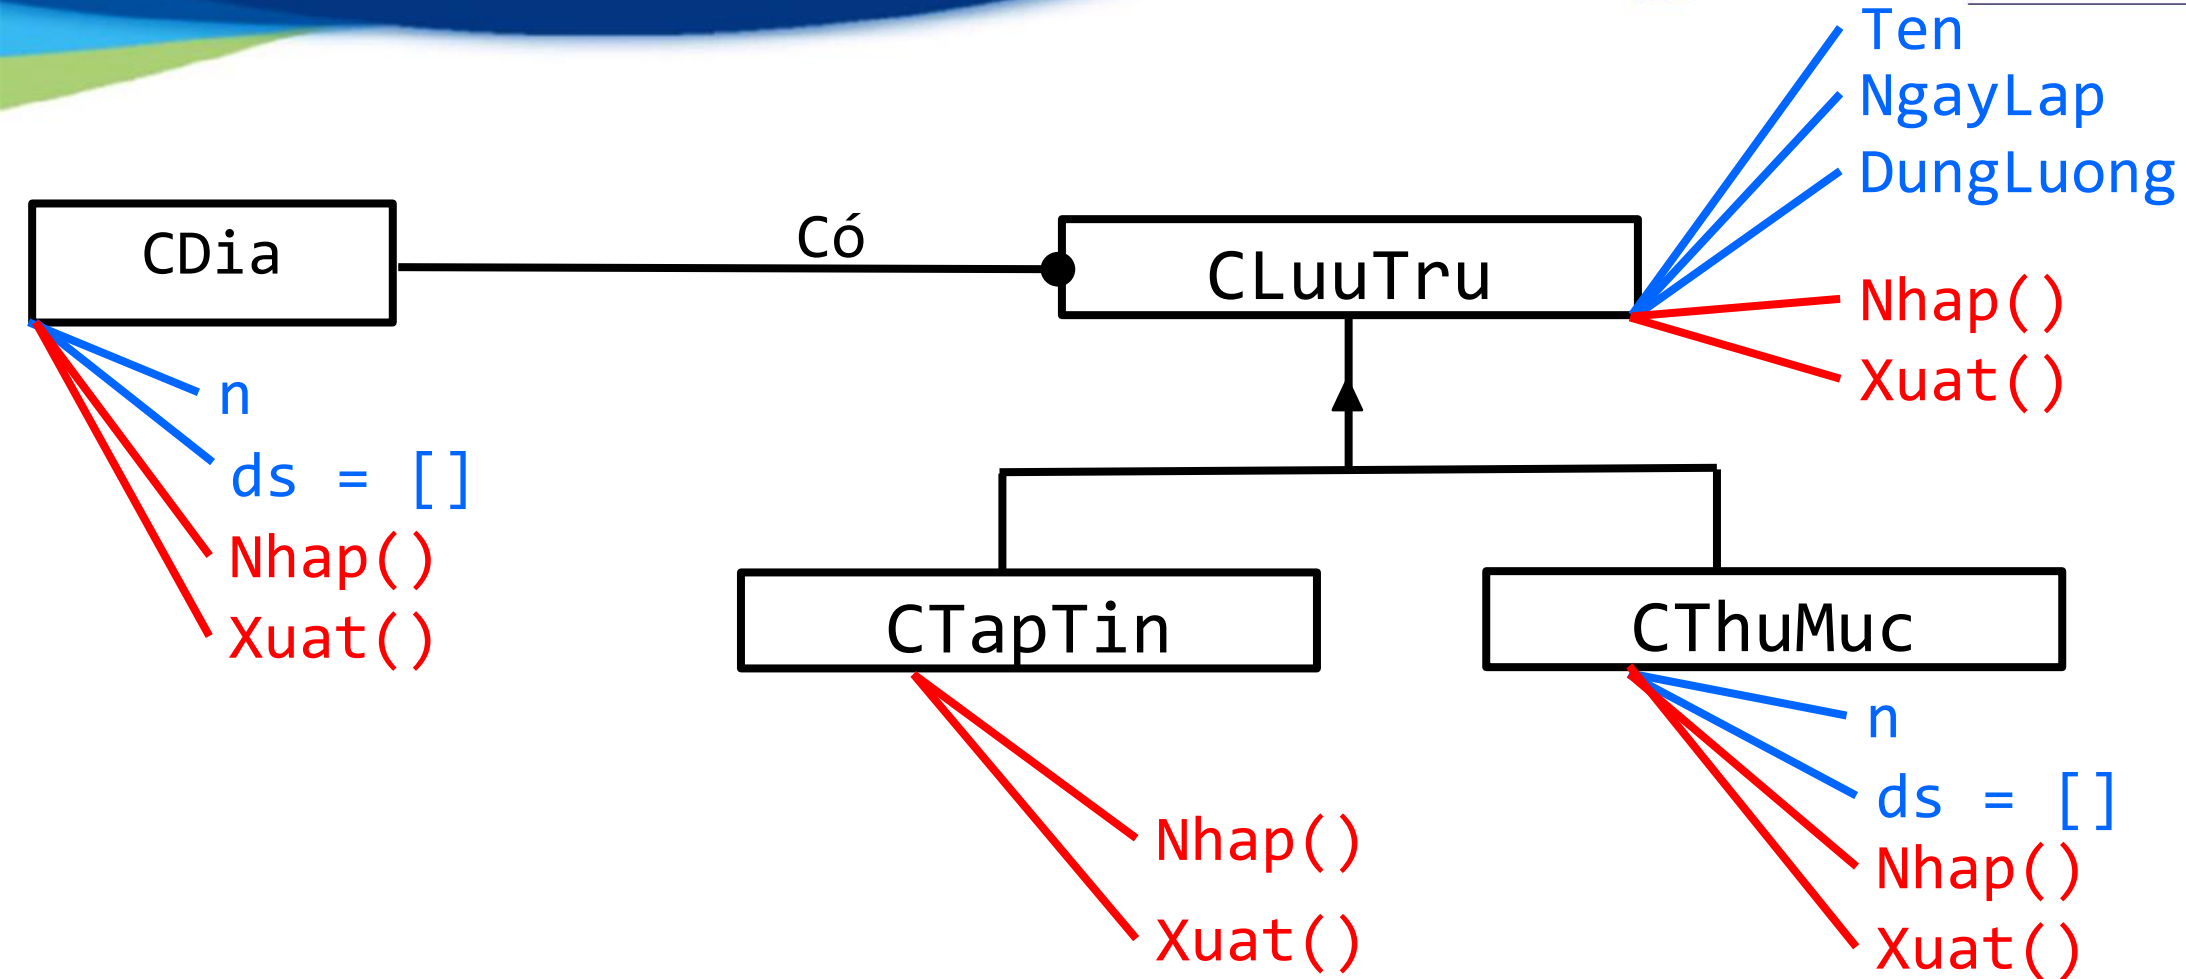 Ten
NgayLap
DungLuong
Nhap()
Xuat()
CDia
Có
CLuuTru
n
ds = []
Nhap()
Xuat()
CTapTin
Nhap()
Xuat()
CThuMuc
n
ds = []
Nhap()
Xuat()